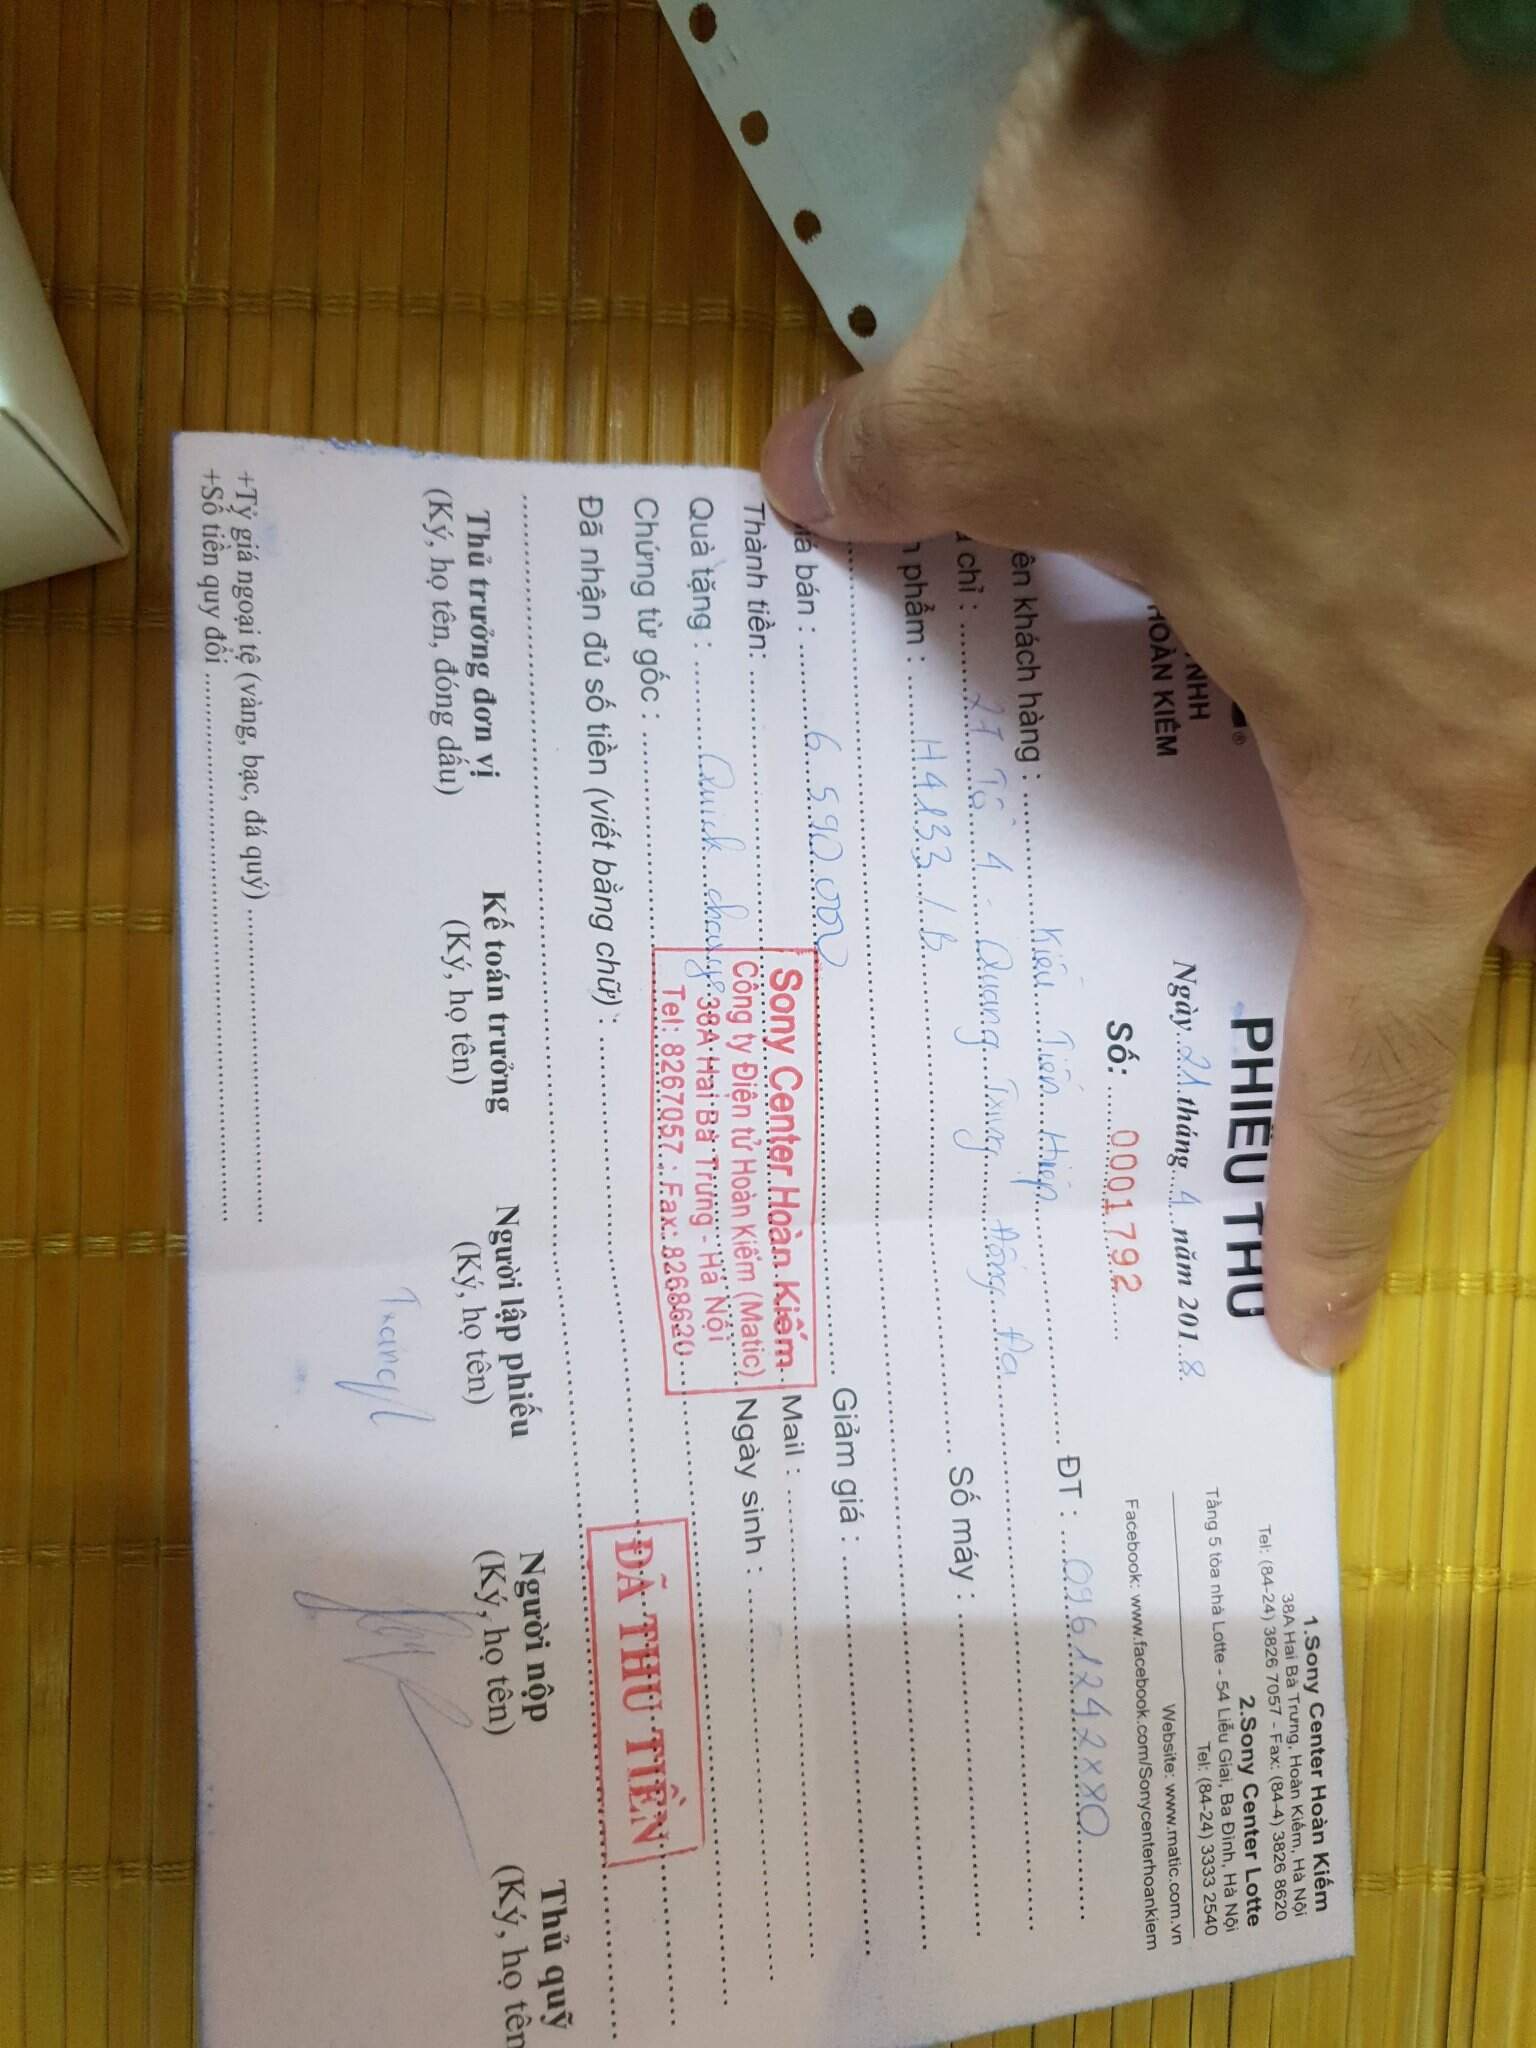 NHH
HOÀN KIẾM
PHIẾU THU
Ngày 21 tháng 4 năm 2018
Số: 0001792
1.Sony Center Hoàn Kiếm
38A Hai Bà Trưng, Hoàn Kiếm, Hà Nội
Tel: (84-24) 3826 7057 - Fax: (84-4) 3826 8620
2.Sony Center Lotte
Tầng 5 tòa nhà Lotte - 54 Liễu Giai, Ba Đình, Hà Nội
Tel: (84-24) 3333 2540
Website: www.matic.com.vn
Facebook: www.facebook.com/Sonycenterhoankiem
ên khách hàng : Kiều Tiến Hiệp ĐT : 0961242xx0
chỉ : 27 Tổ 4 - Quang Trung Đống Đa
phẩm : H4133/B Số máy :
iá bán : 6.590.000 Giảm giá :
Thành tiền: Mail :
Quà tặng : Quick charge Ngày sinh :
Chứng từ gốc :
Đã nhận đủ số tiền (viết bằng chữ) :
Sony Center Hoàn Kiếm
Công ty Điện tử Hoàn Kiếm (Matic)
38A Hai Bà Trưng - Hà Nội
Tel: 8267057 : Fax: 8268620
ĐÃ THU TIỀN
Thủ trưởng đơn vị Kế toán trưởng Người lập phiếu Người nộp Thủ quỹ
(Ký, họ tên, đóng dấu) (Ký, họ tên) (Ký, họ tên) (Ký, họ tên) (Ký, họ tên
Trang
+Tỷ giá ngoại tệ (vàng, bạc, đá quý)
+Số tiền quy đổi